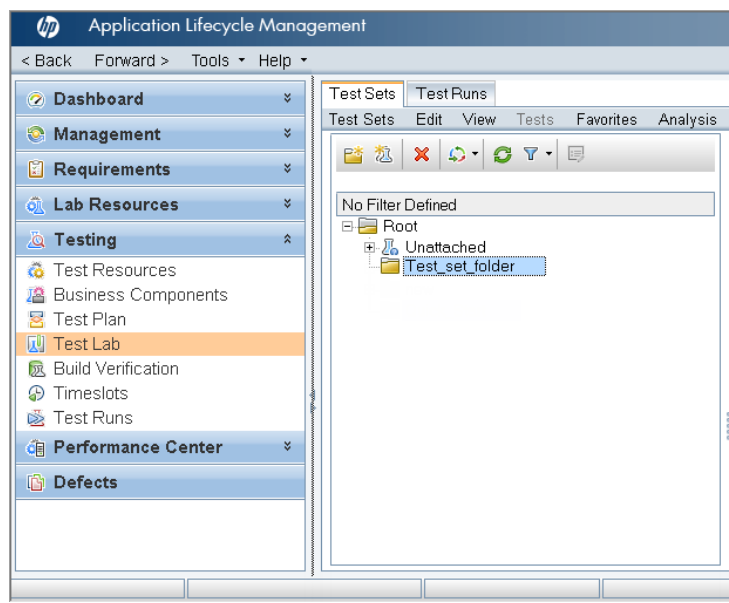 hp Application Lifecycle Management
< Back Forward > Tools Help
Dashboard
Management
Requirements
Lab Resources
Testing
Test Resources
Business Components
Test Plan
Test Lab
Build Verification
Timeslots
Test Runs
Performance Center
Defects
Test Sets Test Runs
Test Sets Edit View Tests Favorites Analysis
No Filter Defined
Root
Unattached
Test_set_folder